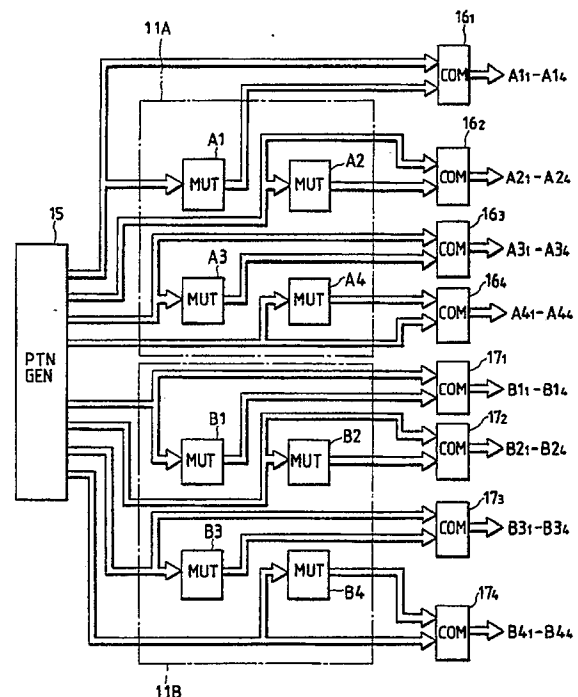 11A
16₁
COM
A1₁-A1₄
16₂
A1
A2
MUT
MUT
COM
A2₁-A2₄
15
16₃
A3
COM
A3₁-A3₄
A4
16₄
MUT
MUT
COM
A4₁-A4₄
PTN
GEN
17₁
COM
B1₁-B1₄
B1
B2
17₂
MUT
MUT
COM
B2₁-B2₄
B3
17₃
COM
B3₁-B3₄
MUT
MUT
B4
17₄
COM
B4₁-B4₄
11B